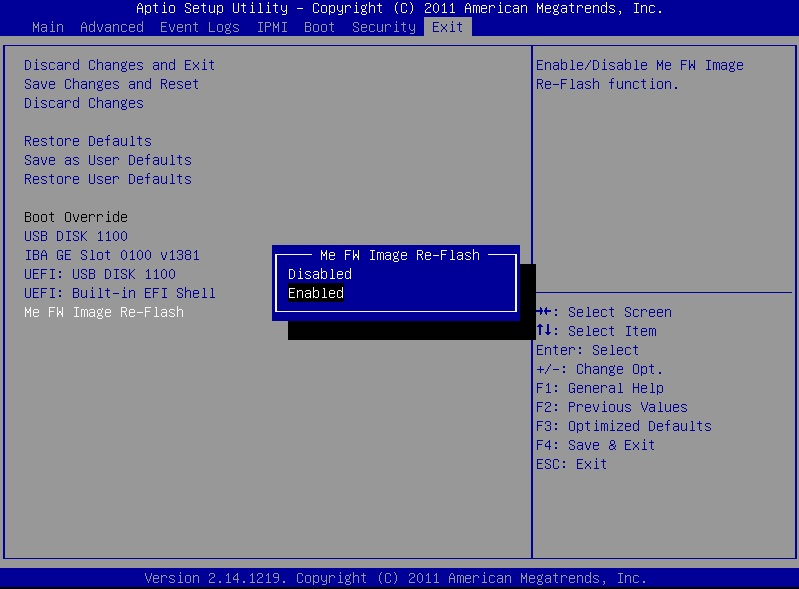 Aptio Setup Utility – Copyright (C) 2011 American Megatrends, Inc.
Main Advanced Event Logs IPMI Boot Security Exit
Discard Changes and Exit
Save Changes and Reset
Discard Changes
Restore Defaults
Save as User Defaults
Restore User Defaults
Boot Override
USB DISK 1100
IBA GE Slot 0100 v1381
UEFI: USB DISK 1100
UEFI: Built-in EFI Shell
Me FW Image Re-Flash
Me FW Image Re-Flash
Disabled
Enabled
Enable/Disable Me FW Image
Re-Flash function.
→←: Select Screen
↑↓: Select Item
Enter: Select
+/-: Change Opt.
F1: General Help
F2: Previous Values
F3: Optimized Defaults
F4: Save & Exit
ESC: Exit
Version 2.14.1219. Copyright (C) 2011 American Megatrends, Inc.